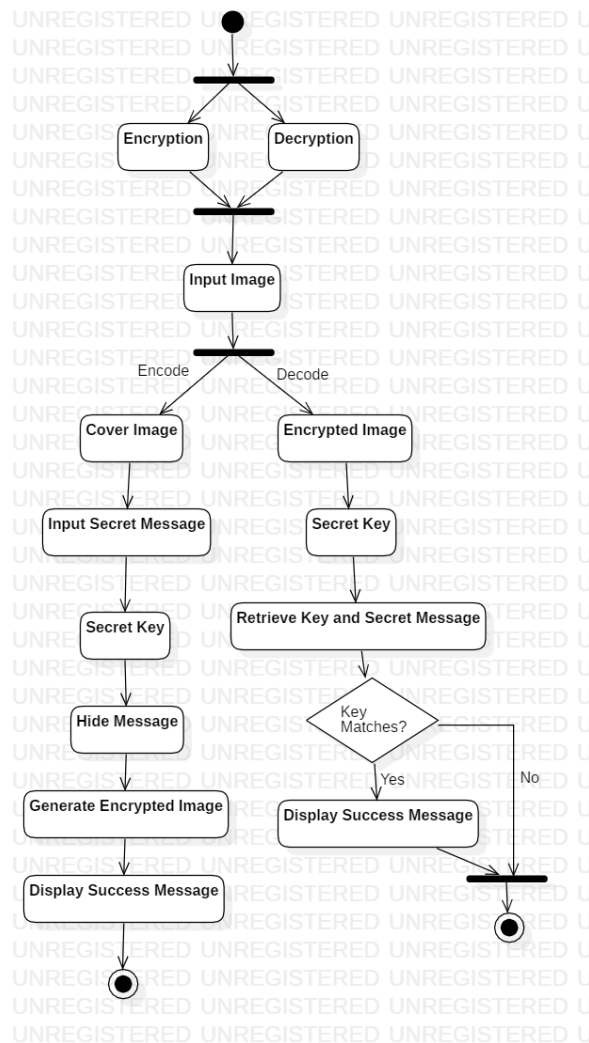 Encryption
Decryption
Input Image
Encode
Decode
Cover Image
Encrypted Image
Input Secret Message
Secret Key
Secret Key
Retrieve Key and Secret Message
Hide Message
Key
Matches?
Yes
No
Generate Encrypted Image
Display Success Message
Display Success Message
UNREGISTERED UNREGISTERED UNREGISTERED U